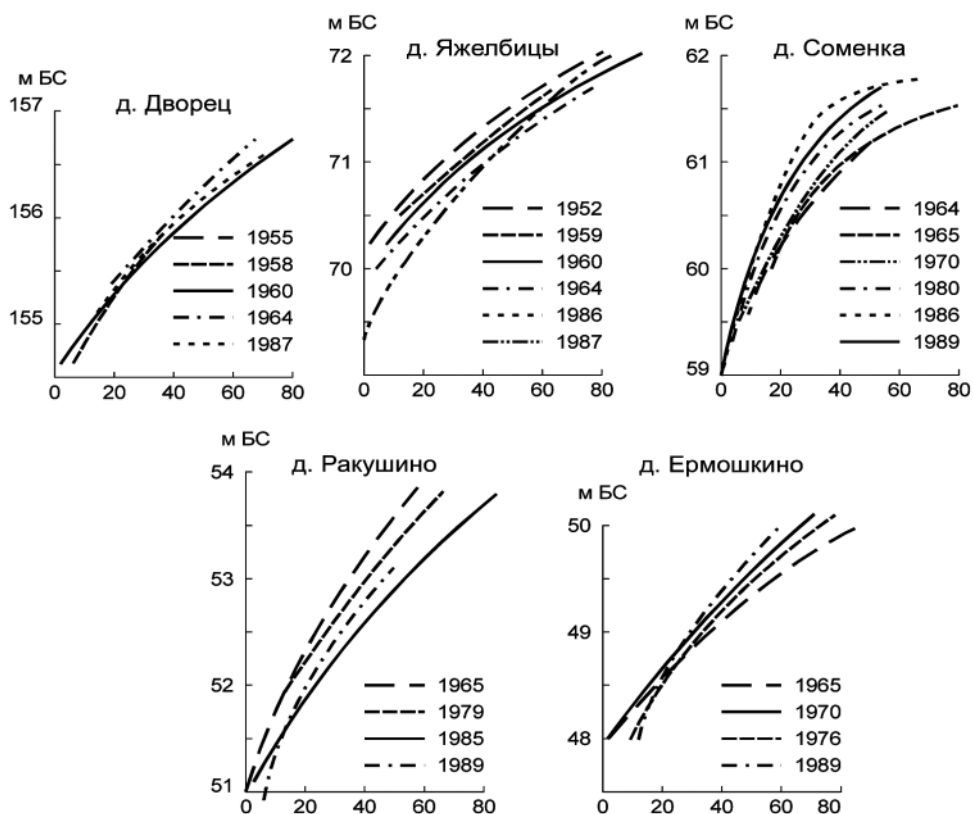 м БС
д. Дворец
157
156
155
0 20 40 60 80
1955
1958
1960
1964
1987
м БС
д. Яжелбицы
72
71
70
0 20 40 60 80
1952
1959
1960
1964
1986
1987
м БС
д. Соменка
62
61
60
59
0 20 40 60 80
1964
1965
1970
1980
1986
1989
м БС
д. Ракушино
54
53
52
51
0 20 40 60 80
1965
1979
1985
1989
д. Ермошкино
м БС
50
49
48
0 20 40 60 80
1965
1970
1976
1989